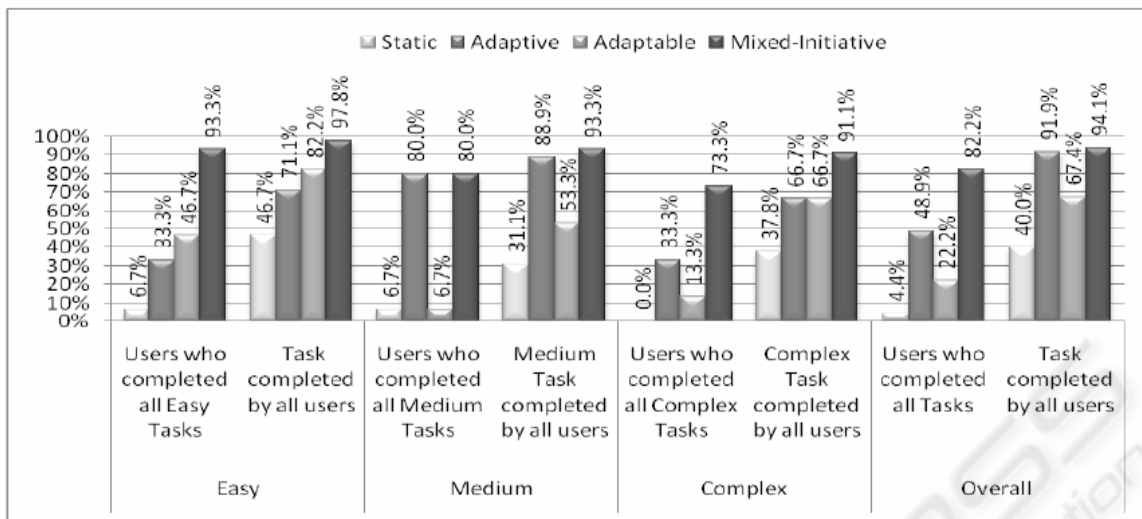 Static Adaptive Adaptable Mixed-Initiative
100%
90%
80%
70%
60%
50%
40%
30%
20%
10%
0%
6.7% 33.3% 46.7% 93.3% 46.7% 71.1% 82.2% 97.8% 6.7% 80.0% 6.7% 80.0% 31.1% 88.9% 53.3% 93.3% 0.0% 33.3% 13.3% 73.3% 37.8% 66.7% 66.7% 91.1% 4.4% 48.9% 22.2% 82.2% 40.0% 91.9% 67.4% 94.1%
Users who
completed
all Easy
Tasks
Task
completed
by all users
Users who
completed
all Medium
Tasks
Medium
Task
completed
by all users
Users who
completed
all Complex
Tasks
Complex
Task
completed
by all users
Users who
completed
all Tasks
Task
completed
by all users
Easy Medium Complex Overall